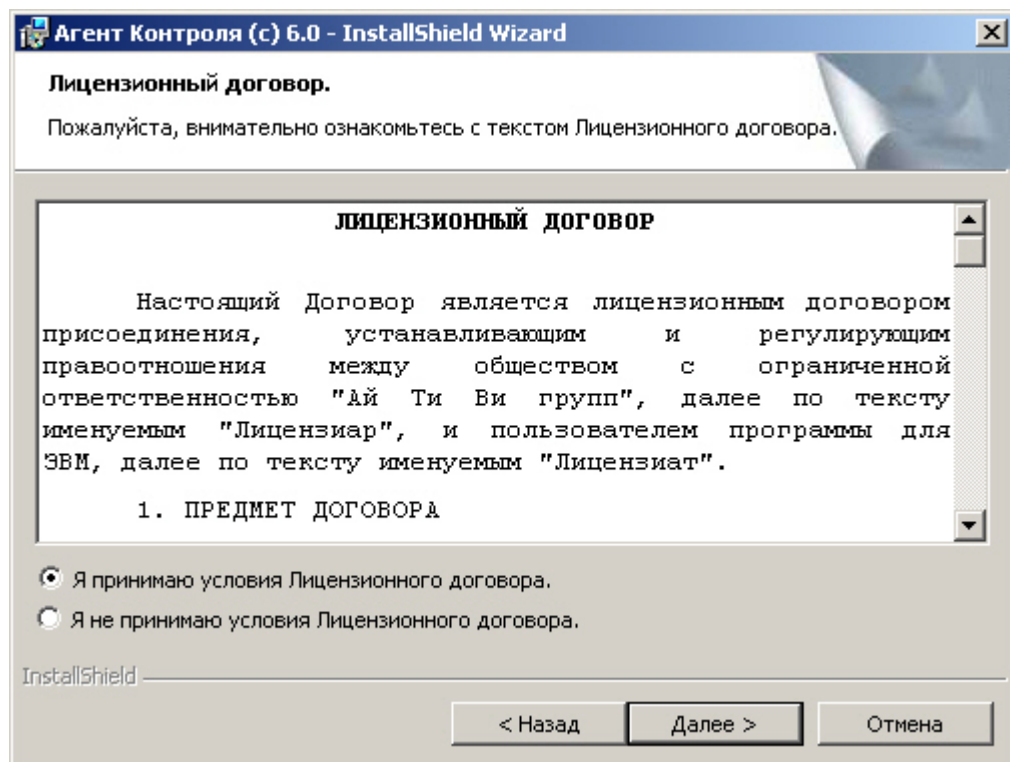 Агент Контроля (c) 6.0 - InstallShield Wizard
Лицензионный договор.
Пожалуйста, внимательно ознакомьтесь с текстом Лицензионного договора.
ЛИЦЕНЗИОННЫЙ ДОГОВОР
Настоящий Договор является лицензионным договором
присоединения, устанавливающим и регулирующим
правоотношения между обществом с ограниченной
ответственностью "Ай Ти Ви групп", далее по тексту
именуемым "Лицензиар", и пользователем программы для
ЭВМ, далее по тексту именуемым "Лицензиат".
1. ПРЕДМЕТ ДОГОВОРА
Я принимаю условия Лицензионного договора.
Я не принимаю условия Лицензионного договора.
InstallShield
< Назад Далее > Отмена